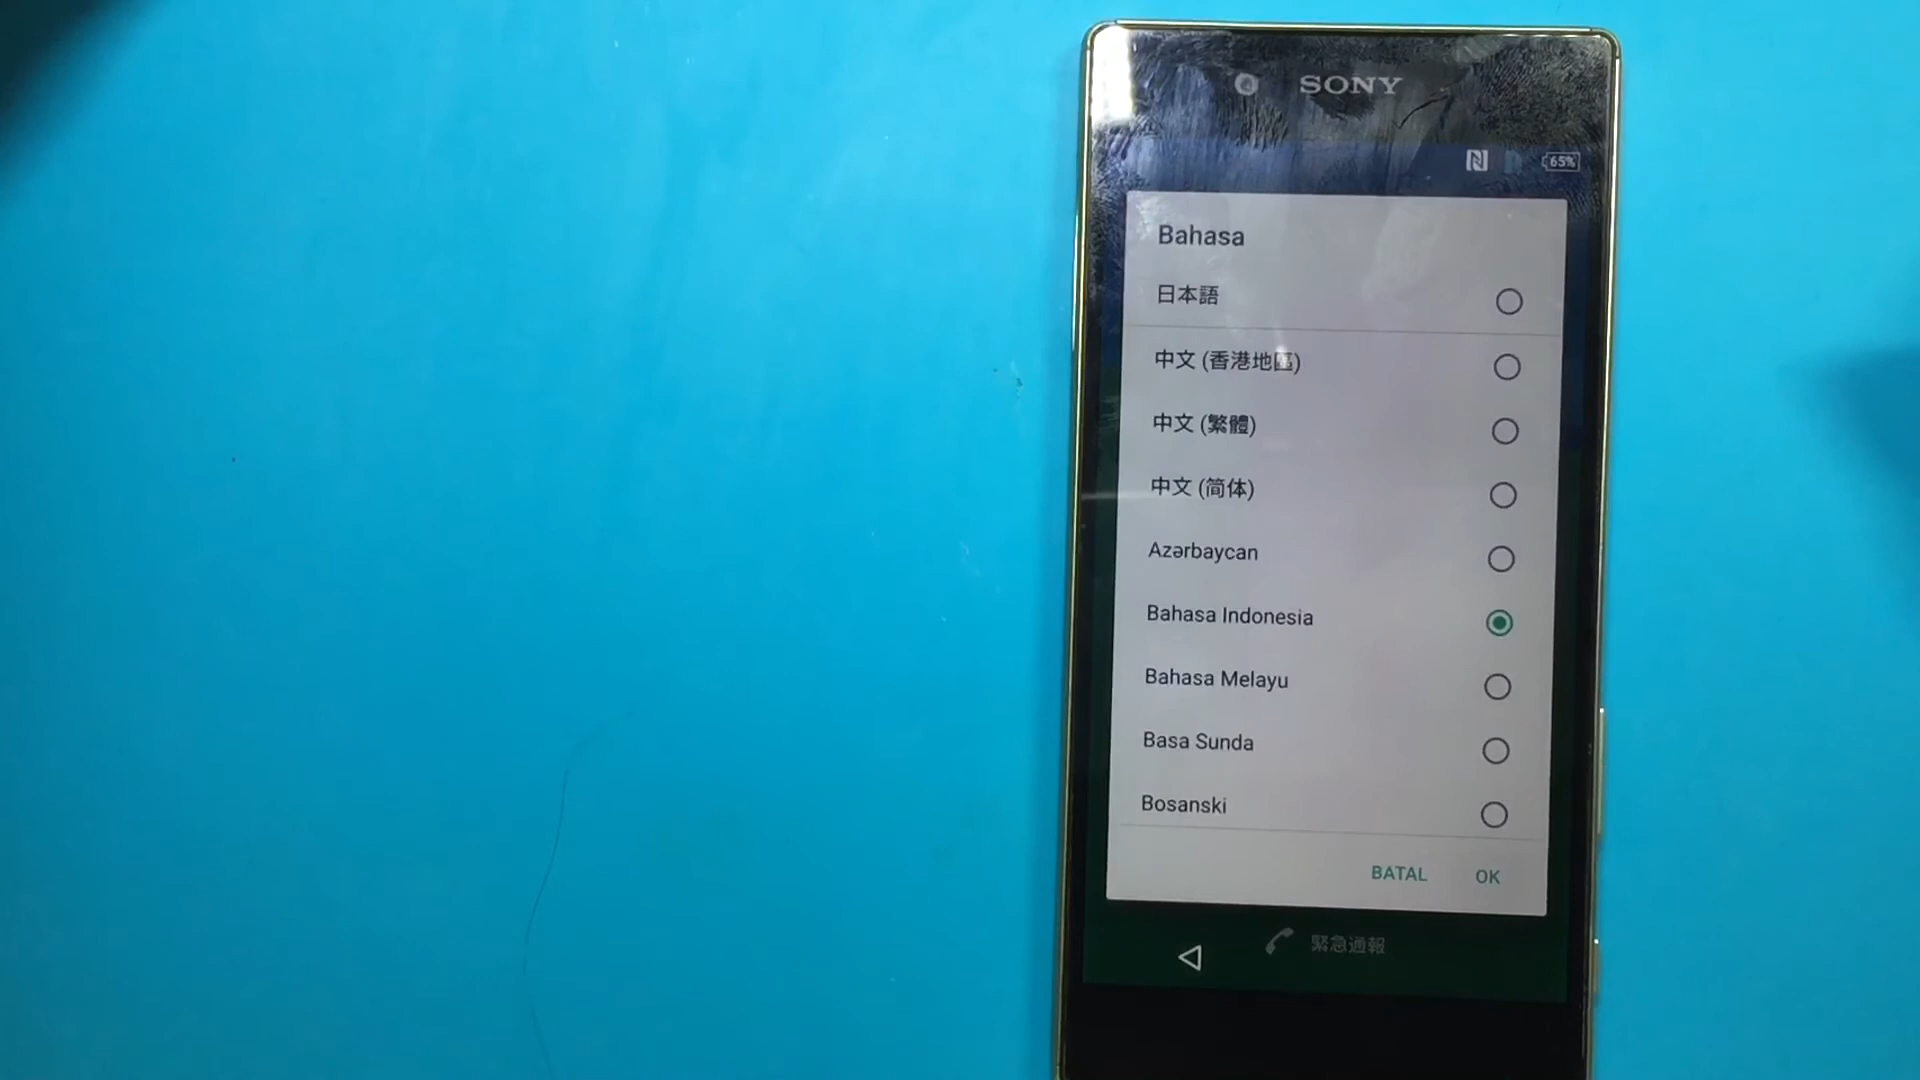 SONY
65%
Bahasa
日本語
中文 (香港地區)
中文 (繁體)
中文 (简体)
Azərbaycan
Bahasa Indonesia
Bahasa Melayu
Basa Sunda
Bosanski
BATAL OK
緊急通報